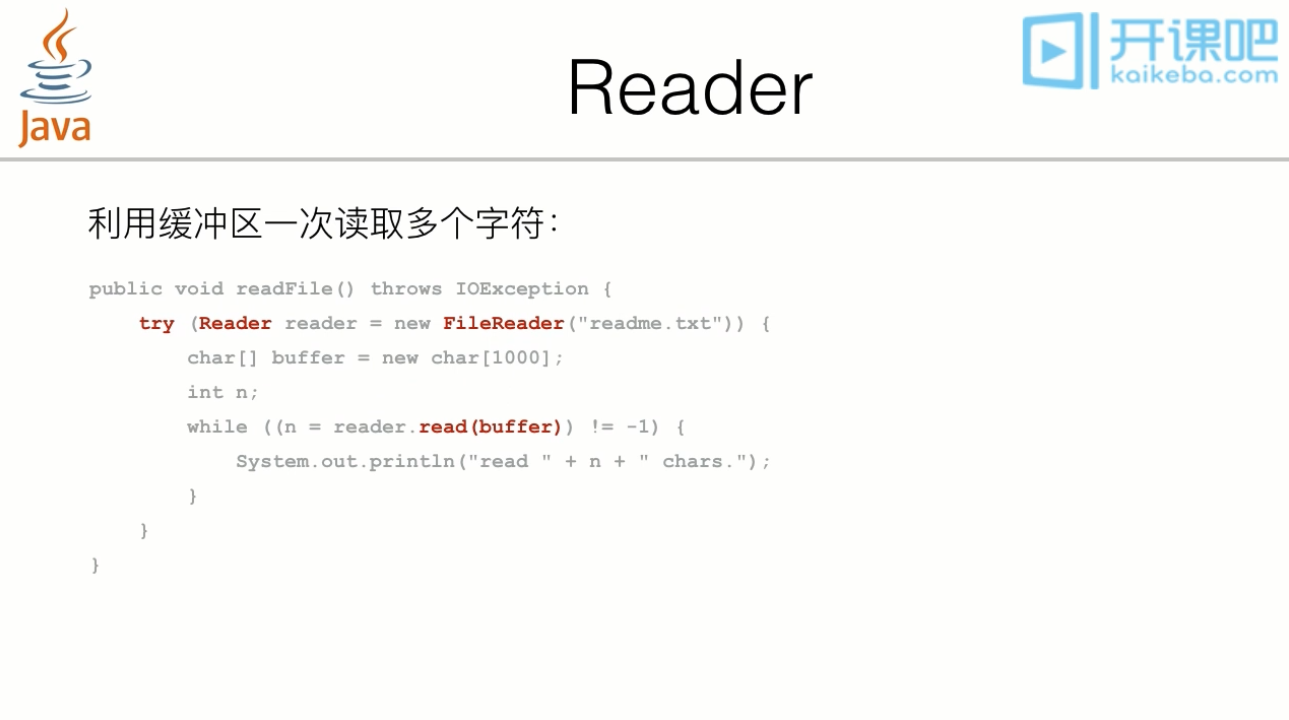 Java
Reader
开课吧
kaikeba.com
利用缓冲区一次读取多个字符：
public void readFile() throws IOException {
    try (Reader reader = new FileReader("readme.txt")) {
        char[] buffer = new char[1000];
        int n;
        while ((n = reader.read(buffer)) != -1) {
            System.out.println("read " + n + " chars.");
        }
    }
}